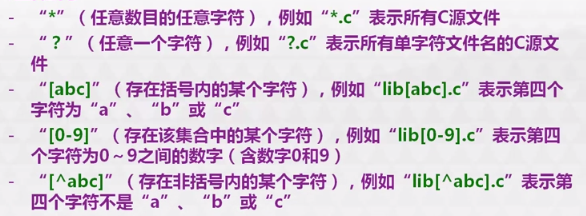 - “*”（任意数目的任意字符），例如“*.c”表示所有C源文件
- “？”（任意一个字符），例如“?.c”表示所有单字符文件名的C源文
件
- “[abc]”（存在括号内的某个字符），例如“lib[abc].c”表示第四个
字符为“a”、“b”或“c”
- “[0-9]”（存在该集合中的某个字符），例如“lib[0-9].c”表示第四
个字符为0～9之间的数字（含数字0和9）
- “[^abc]”（存在非括号内的某个字符），例如“lib[^abc].c”表示第
四个字符不是“a”、“b”或“c”